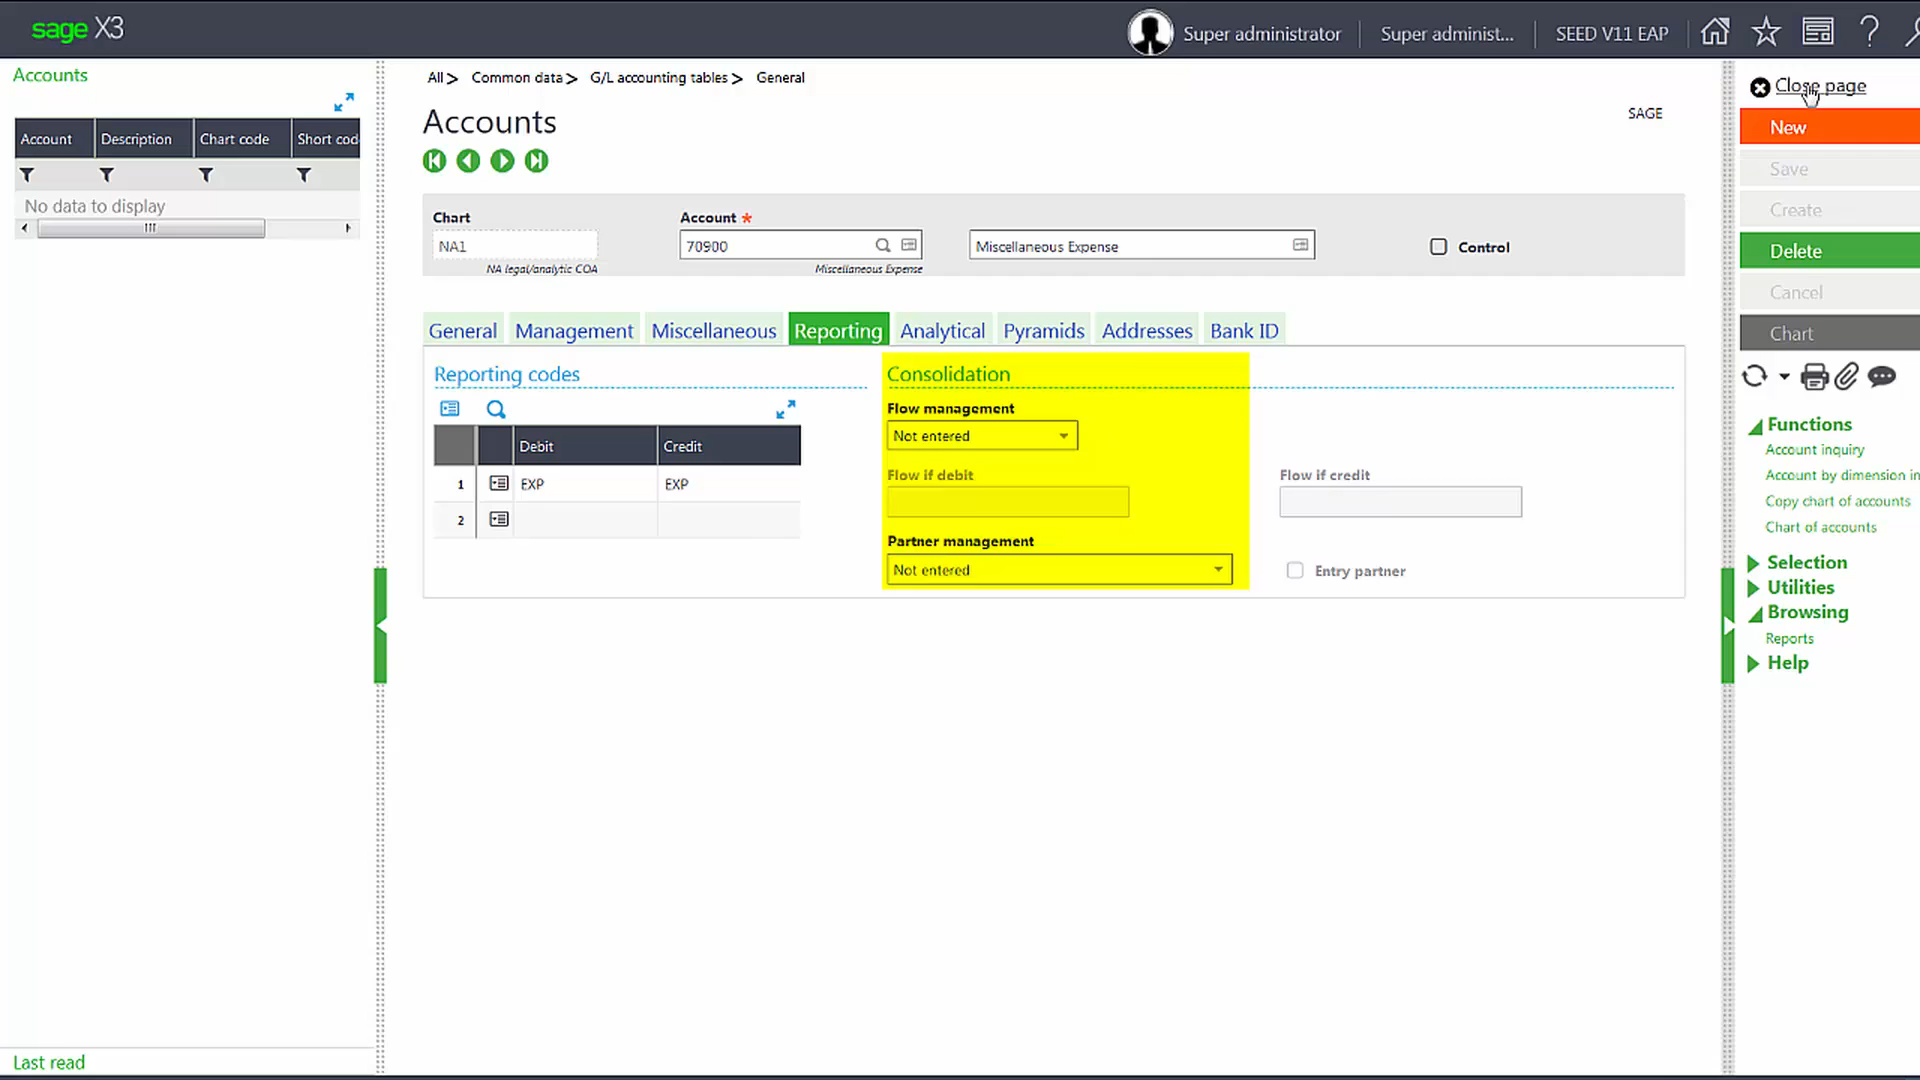 sage X3
Super administrator
Super administ...
SEED V11 EAP
Accounts
Account Description Chart code Short cod
No data to display
Last read
All > Common data > G/L accounting tables > General
Accounts
SAGE
Chart
NA1
NA legal/analytic COA
Account *
70900
Miscellaneous Expense
Miscellaneous Expense
Control
General Management Miscellaneous Reporting Analytical Pyramids Addresses Bank ID
Reporting codes
Debit Credit
1 EXP EXP
2
Consolidation
Flow management
Not entered
Flow if debit
Flow if credit
Partner management
Not entered
Entry partner
Close page
New
Save
Create
Delete
Cancel
Chart
Functions
Account inquiry
Account by dimension in
Copy chart of accounts
Chart of accounts
Selection
Utilities
Browsing
Reports
Help